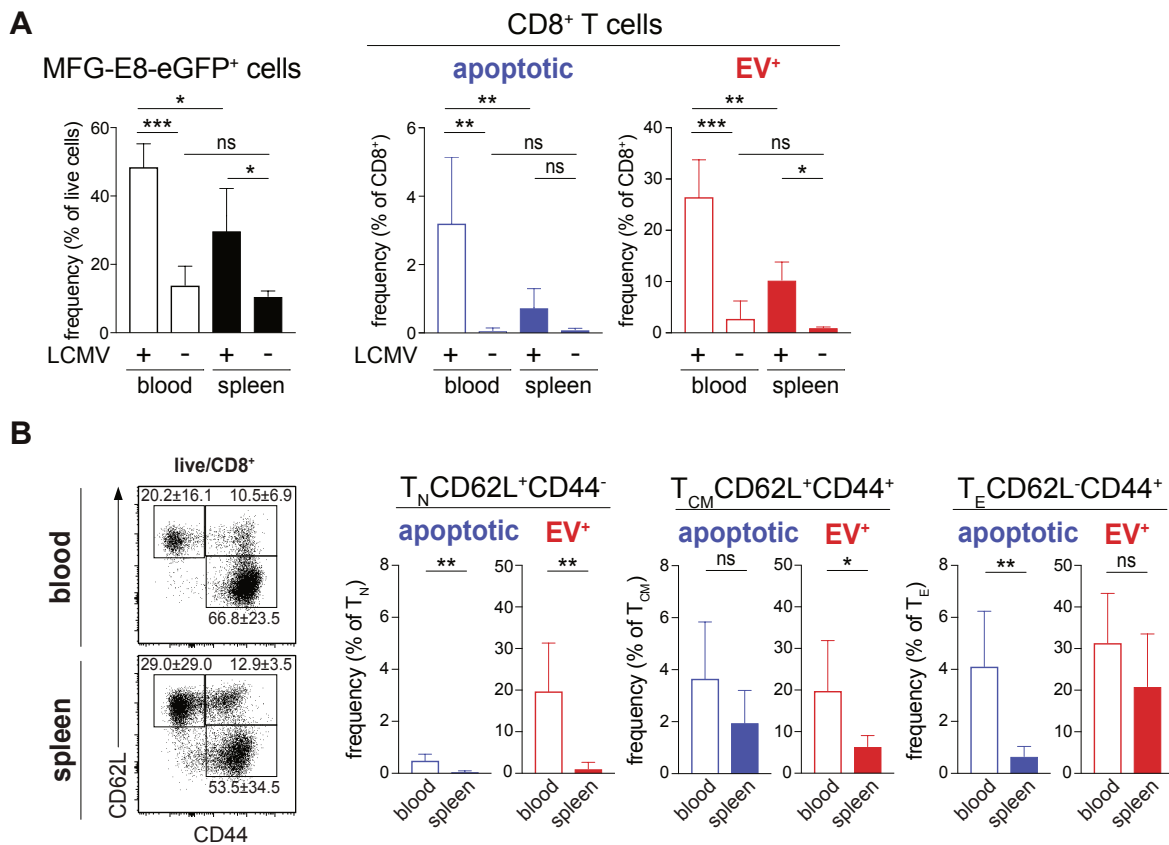 A
CD8⁺ T cells
MFG-E8-eGFP⁺ cells
apoptotic
EV⁺
frequency (% of live cells)
60
40
20
0
*
***
ns
*
frequency (% of CD8⁺)
6
4
2
0
**
**
ns
ns
frequency (% of CD8⁺)
40
30
20
10
0
**
***
ns
*
LCMV + - + -
blood spleen
+ - + -
blood spleen
+ - + -
blood spleen
B
live/CD8⁺
blood
20.2±16.1 10.5±6.9
66.8±23.5
spleen
29.0±29.0 12.9±3.5
53.5±34.5
CD62L
CD44
T_N CD62L⁺CD44⁻
apoptotic EV⁺
frequency (% of T_N)
8
6
4
2
0
**
blood
spleen
50
40
30
20
10
0
**
blood
spleen
T_CM CD62L⁺CD44⁺
apoptotic EV⁺
frequency (% of T_CM)
8
6
4
2
0
ns
blood
spleen
50
40
30
20
10
0
*
blood
spleen
T_E CD62L⁻CD44⁺
apoptotic EV⁺
frequency (% of T_E)
8
6
4
2
0
**
blood
spleen
50
40
30
20
10
0
ns
blood
spleen